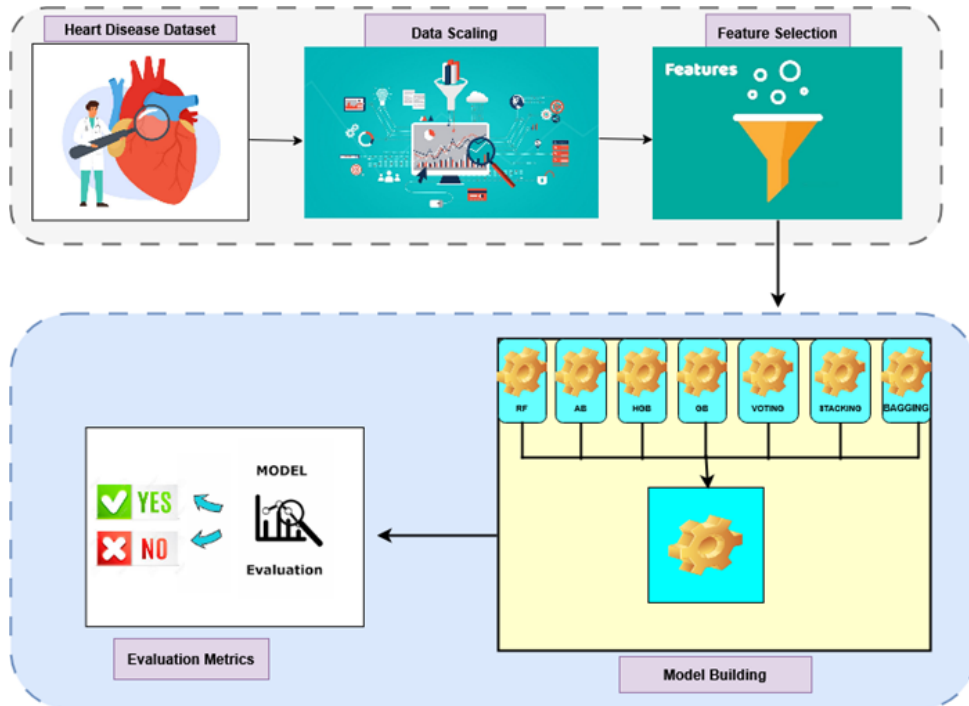 Heart Disease Dataset
Data Scaling
Feature Selection
Features
RF
AB
HGB
GB
VOTING
STACKING
BAGGING
MODEL
YES
NO
Evaluation
Evaluation Metrics
Model Building